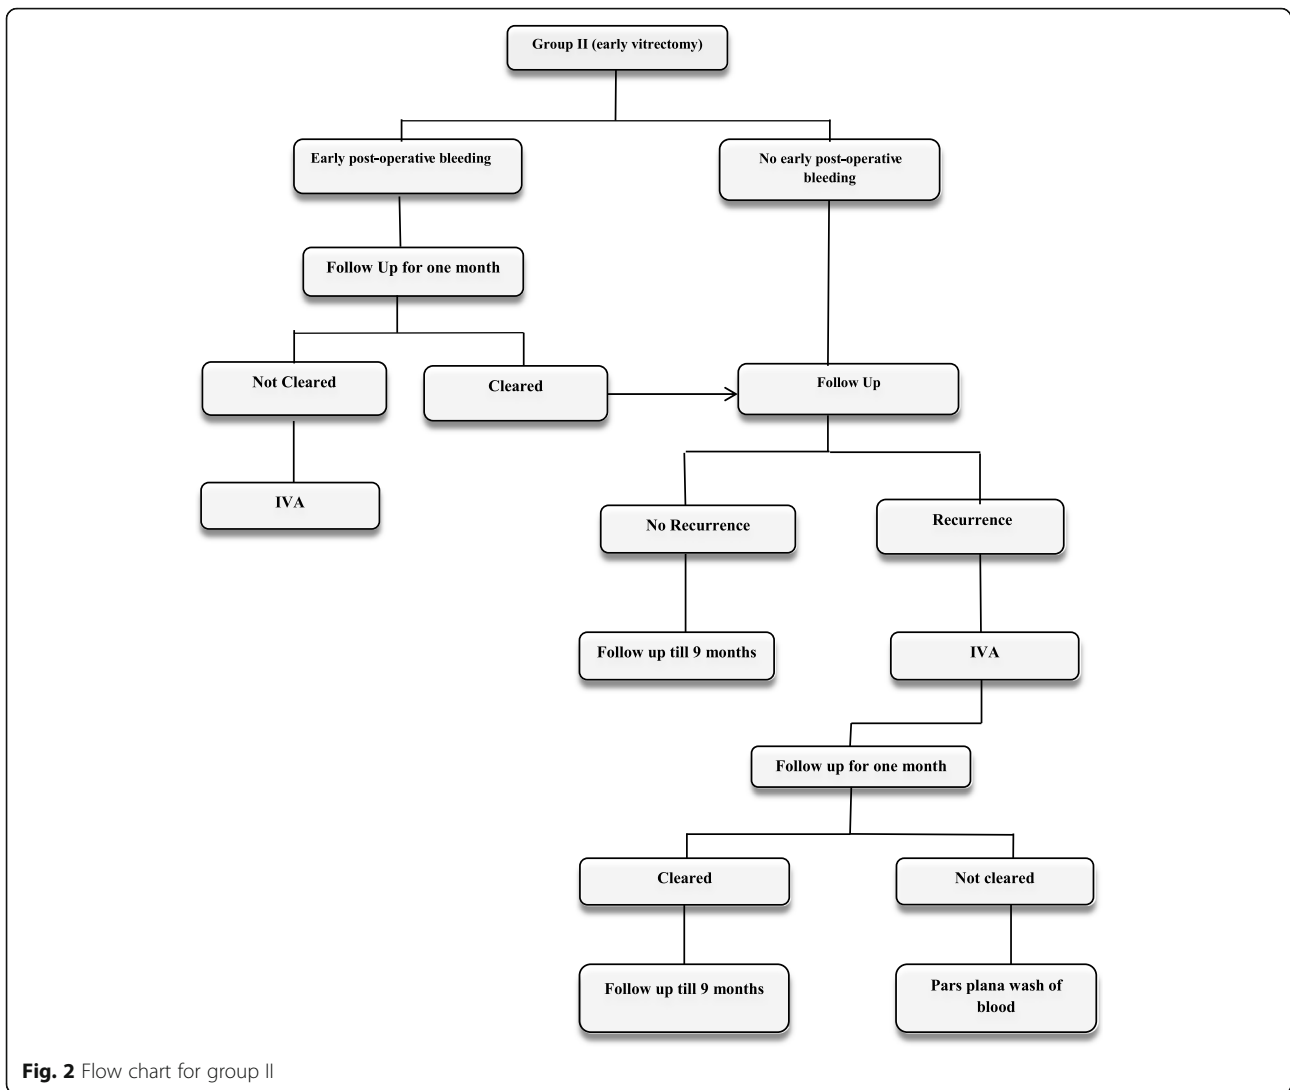 Group II (early vitrectomy)
Early post-operative bleeding
No early post-operative
bleeding
Follow Up for one month
Not Cleared
Cleared
Follow Up
IVA
No Recurrence
Recurrence
Follow up till 9 months
IVA
Follow up for one month
Cleared
Not cleared
Follow up till 9 months
Pars plana wash of
blood
Fig. 2 Flow chart for group II